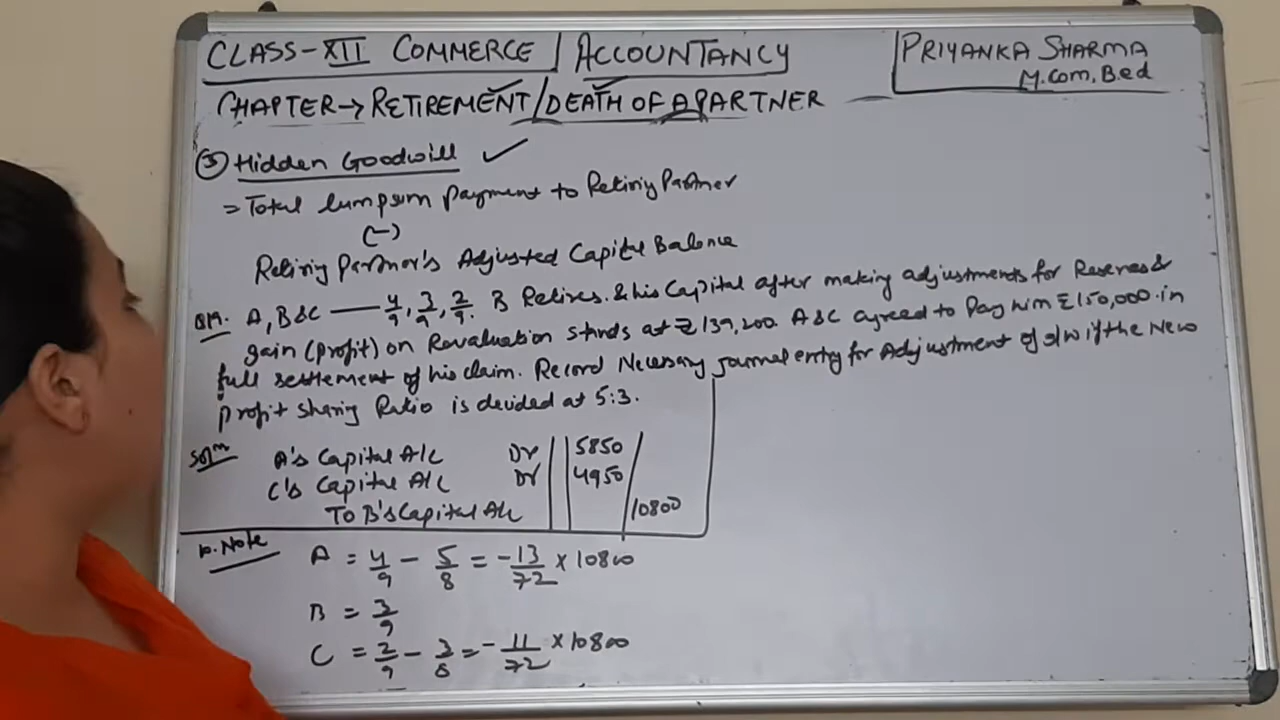 CLASS-XII COMMERCE / ACCOUNTANCY
PRIYANKA SHARMA
M.Com, B.ed
CHAPTER → RETIREMENT/DEATH OF A PARTNER
③ Hidden Goodwill ✓
= Total lumpsum payment to Retiring Partner
(-)
Retiring Partner's Adjusted Capital Balance
Q19. A, B & C — 4/9, 3/9, 2/9. B Retires. & his Capital after making adjustments for Reserves &
gain (profit) on Revaluation stands at ₹ 139,200. A & C agreed to Pay him ₹ 150,000. in
full settlement of his claim. Record Necessary journal entry for Adjustment of g/w if the New
profit sharing Ratio is decided at 5:3.
Solⁿ
A's Capital A/c Dr 5850
C's Capital A/c Dr 4950
To B's Capital A/c 10800
w.Note
A = 4/9 - 5/8 = -13/72 × 10800
B = 3/9
C = 2/9 - 3/8 = -11/72 × 10800